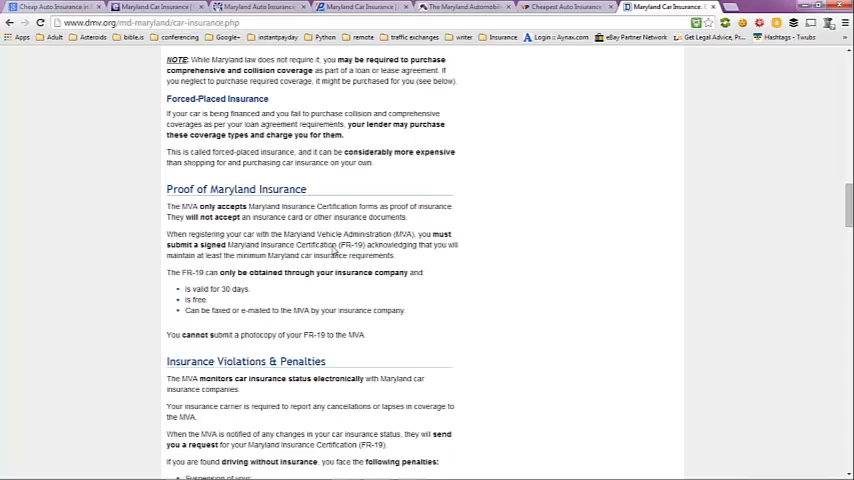 Cheap Auto Insurance in
Maryland Car Insurance
Maryland Auto Insurance
Maryland Car Insurance
The Maryland Automobil
Cheapest Auto Insurance
Maryland Car Insurance.
www.dmv.org/md-maryland/car-insurance.php
Apps
Adult
Asteroids
bible.is
conferencing
Google+
instantpayday
Python
remote
traffic exchanges
writer
Insurance
Login :: Aynax.com
eBay Partner Network
Let's get Google Ad...
Hashtags - Twubs
NOTE: While Maryland law does not require it, you may be required to purchase
comprehensive and collision coverage as part of a loan or lease agreement. If
you neglect to purchase required coverage, it might be purchased for you (see below).
Forced-Placed Insurance
If your car is being financed and you fail to purchase collision and comprehensive
coverages as per your loan agreement requirements, your lender may purchase
these coverage types and charge you for them.
This is called forced-placed insurance, and it can be considerably more expensive
than shopping for and purchasing car insurance on your own.
Proof of Maryland Insurance
The MVA only accepts Maryland Insurance Certification forms as proof of insurance.
They will not accept an insurance card or other insurance documents.
When registering your car with the Maryland Vehicle Administration (MVA), you must
submit a signed Maryland Insurance Certification (FR-19) acknowledging that you will
maintain at least the minimum Maryland car insurance requirements.
The FR-19 can only be obtained through your insurance company and:
Is valid for 30 days.
Is free.
Can be faxed or e-mailed to the MVA by your insurance company.
You cannot submit a photocopy of your FR-19 to the MVA.
Insurance Violations & Penalties
The MVA monitors car insurance status electronically with Maryland car
insurance companies.
Your insurance carrier is required to report any cancellations or lapses in coverage to
the MVA.
When the MVA is notified of any changes in your car insurance status, they will send
you a request for your Maryland Insurance Certification (FR-19).
If you are found driving without insurance, you face the following penalties:
Suspension of your: